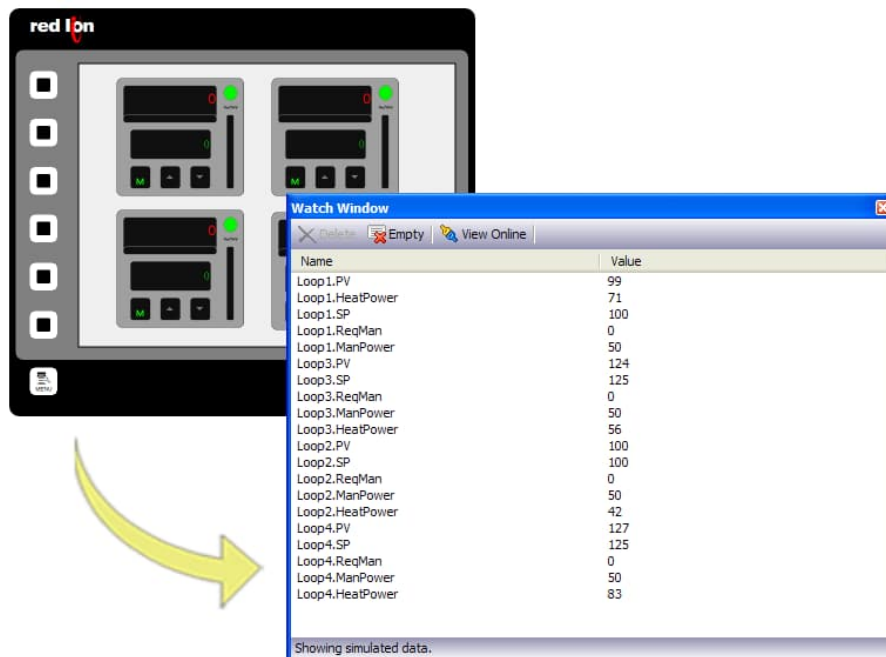 red lion
0
0
0
0
M
M
0
0
M
MENU
Watch Window
Delete Empty View Online
Name Value
Loop1.PV 99
Loop1.HeatPower 71
Loop1.SP 100
Loop1.ReqMan 0
Loop1.ManPower 50
Loop3.PV 124
Loop3.SP 125
Loop3.ReqMan 0
Loop3.ManPower 50
Loop3.HeatPower 56
Loop2.PV 100
Loop2.SP 100
Loop2.ReqMan 0
Loop2.ManPower 50
Loop2.HeatPower 42
Loop4.PV 127
Loop4.SP 125
Loop4.ReqMan 0
Loop4.ManPower 50
Loop4.HeatPower 83
Showing simulated data.